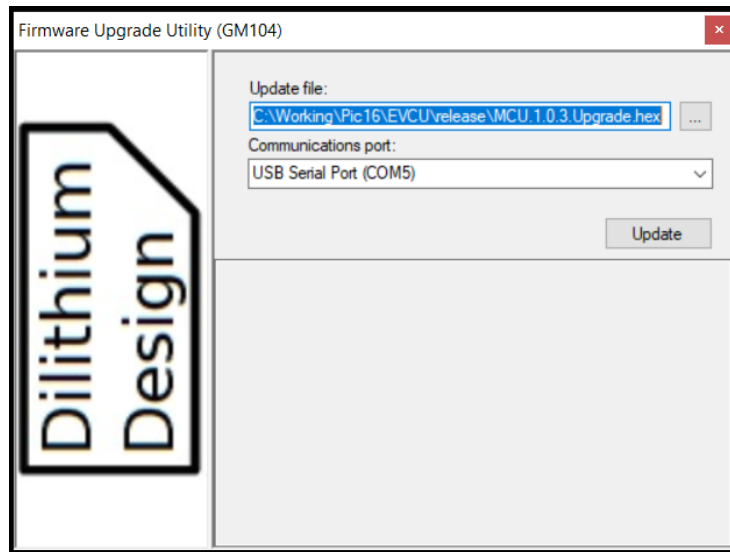 Firmware Upgrade Utility (GM104)
Dilithium
Design
Update file:
C:\Working\Pic16\EVCU\release\MCU.1.0.3.Upgrade.hex
...
Communications port:
USB Serial Port (COM5)
Update